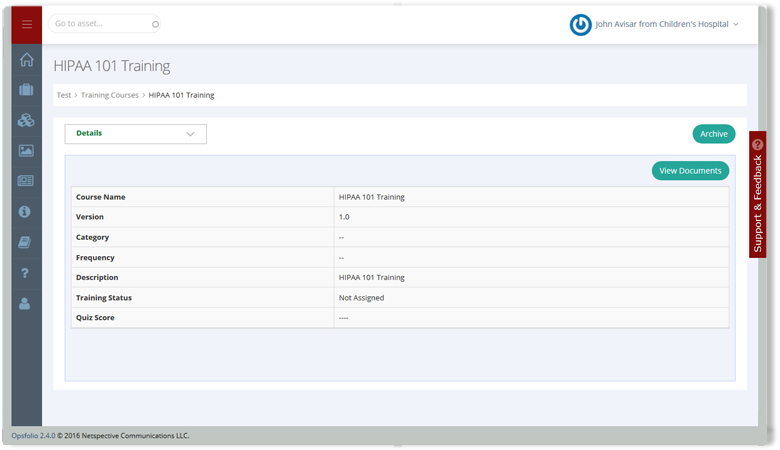 Go to asset...
John Avisar from Children's Hospital
HIPAA 101 Training
Test > Training Courses > HIPAA 101 Training
Details
Archive
View Documents
Course Name HIPAA 101 Training
Version 1.0
Category --
Frequency --
Description HIPAA 101 Training
Training Status Not Assigned
Quiz Score ----
Support & Feedback ?
?
Opsfolio 2.4.0 © 2016 Netspective Communications LLC.